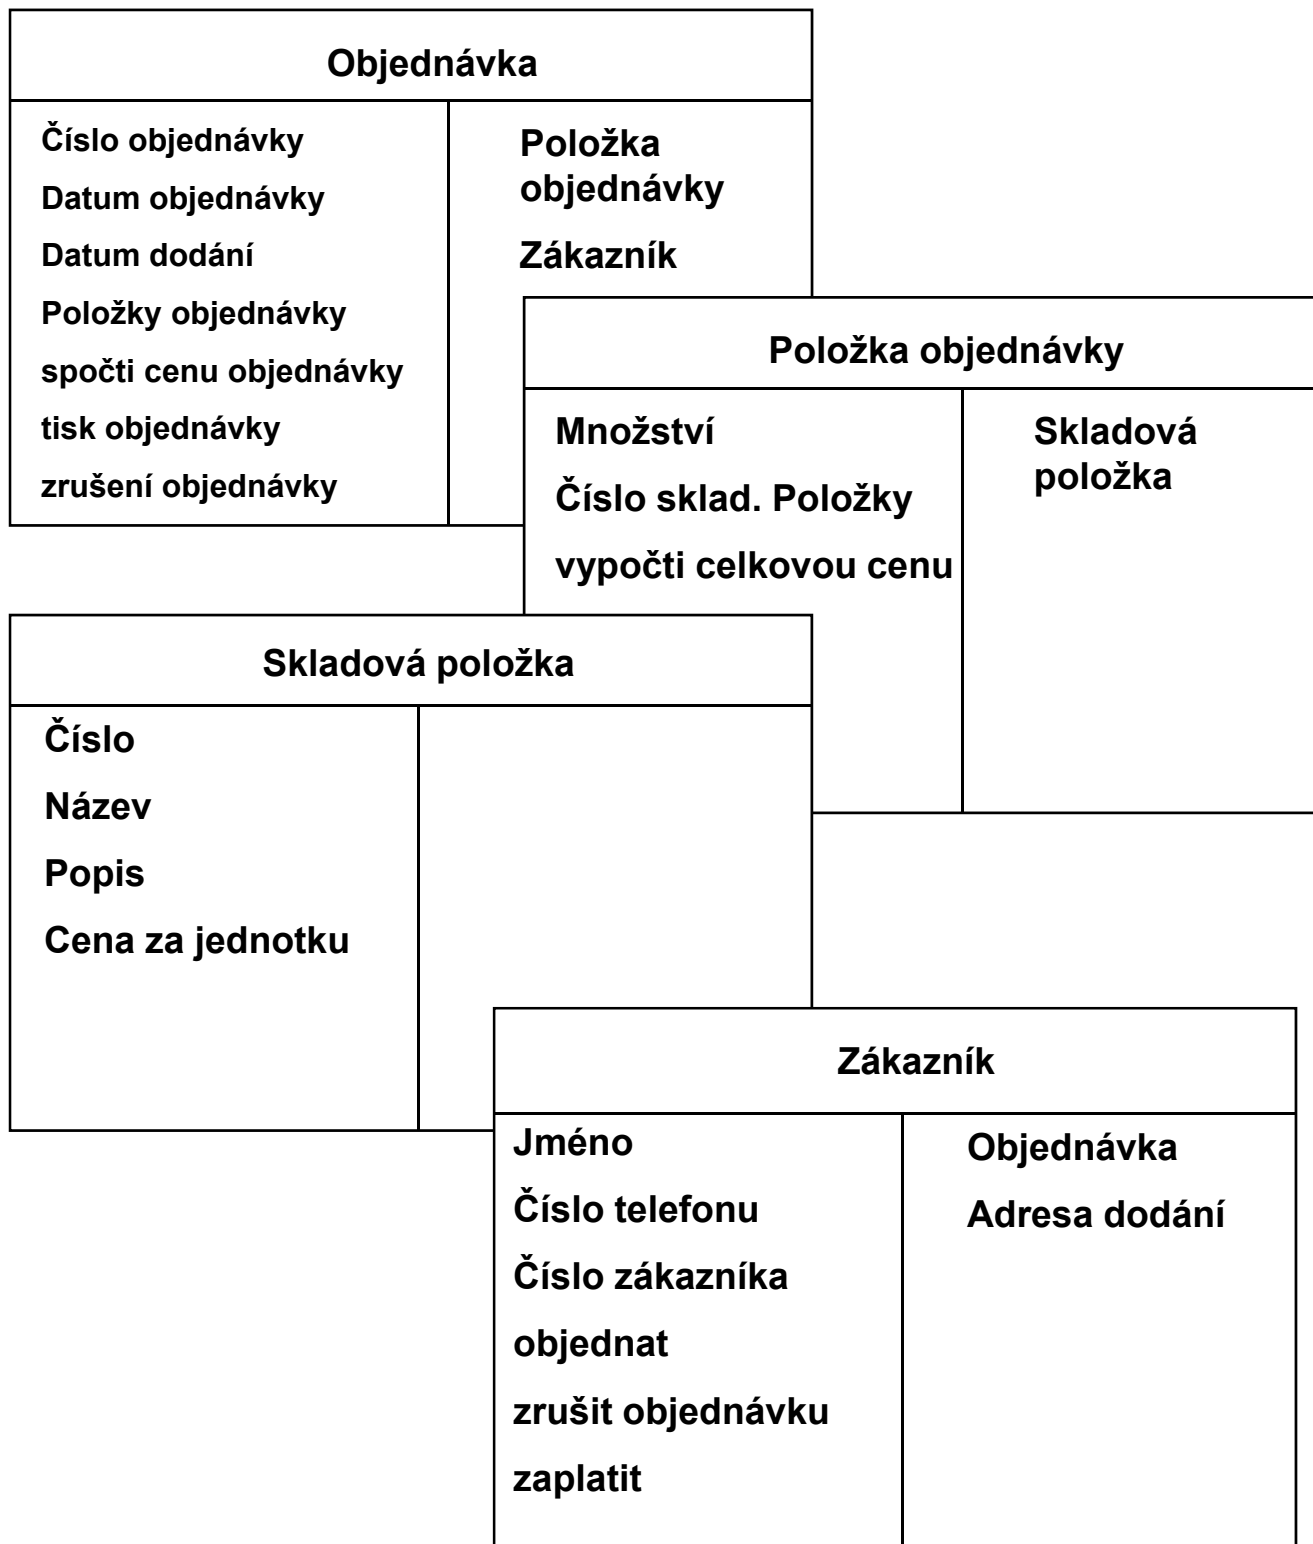 Objednávka
Číslo objednávky
Datum objednávky
Datum dodání
Položky objednávky
spočti cenu objednávky
tisk objednávky
zrušení objednávky
Položka
objednávky
Zákazník
Položka objednávky
Množství
Číslo sklad. Položky
vypočti celkovou cenu
Skladová
položka
Skladová položka
Číslo
Název
Popis
Cena za jednotku
Zákazník
Jméno
Číslo telefonu
Číslo zákazníka
objednat
zrušit objednávku
zaplatit
Objednávka
Adresa dodání